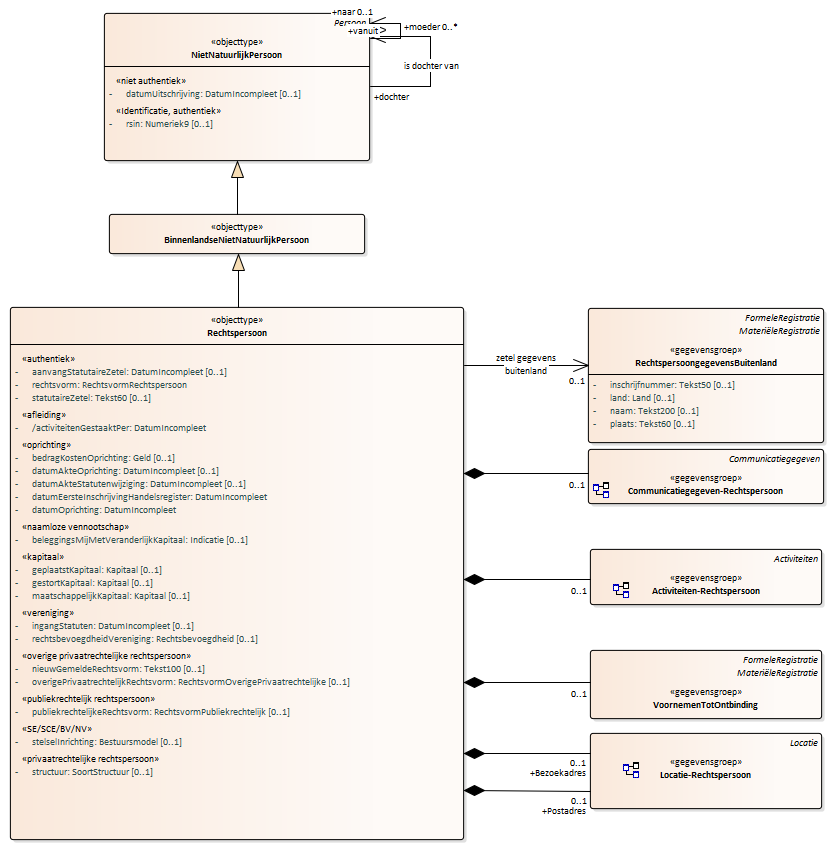 +naar 0..1
Persoon
+vanuit
+moeder 0..*
«objecttype»
NietNatuurlijkPersoon
is dochter van
+dochter
«niet authentiek»
- datumUitschrijving: DatumIncompleet [0..1]
«Identificatie, authentiek»
- rsin: Numeriek9 [0..1]
«objecttype»
BinnenlandseNietNatuurlijkPersoon
«objecttype»
Rechtspersoon
«authentiek»
- aanvangStatutaireZetel: DatumIncompleet [0..1]
- rechtsvorm: RechtsvormRechtspersoon
- statutaireZetel: Tekst60 [0..1]
«afleiding»
- /activiteitenGestaaktPer: DatumIncompleet
«oprichting»
- bedragKostenOprichting: Geld [0..1]
- datumAkteOprichting: DatumIncompleet [0..1]
- datumAkteStatutenwijziging: DatumIncompleet [0..1]
- datumEersteInschrijvingHandelsregister: DatumIncompleet
- datumOprichting: DatumIncompleet
«naamloze vennootschap»
- beleggingsMijMetVeranderlijkKapitaal: Indicatie [0..1]
«kapitaal»
- geplaatstKapitaal: Kapitaal [0..1]
- gestortKapitaal: Kapitaal [0..1]
- maatschappelijkKapitaal: Kapitaal [0..1]
«vereniging»
- ingangStatuten: DatumIncompleet [0..1]
- rechtsbevoegdheidVereniging: Rechtsbevoegdheid [0..1]
«overige privaatrechtelijke rechtspersoon»
- nieuwGemeldeRechtsvorm: Tekst100 [0..1]
- overigePrivaatrechtelijkRechtsvorm: RechtsvormOverigePrivaatrechtelijke [0..1]
«publiekrechtelijk rechtspersoon»
- publiekrechtelijkeRechtsvorm: RechtsvormPubliekrechtelijk [0..1]
«SE/SCE/BV/NV»
- stelselInrichting: Bestuursmodel [0..1]
«privaatrechtelijke rechtspersoon»
- structuur: SoortStructuur [0..1]
zetel gegevens
buitenland
0..1
FormeleRegistratie
MateriëleRegistratie
«gegevensgroep»
RechtspersoongegevensBuitenland
- inschrijfnummer: Tekst50 [0..1]
- land: Land [0..1]
- naam: Tekst200 [0..1]
- plaats: Tekst60 [0..1]
Communicatiegegeven
«gegevensgroep»
Communicatiegegeven-Rechtspersoon
0..1
Activiteiten
«gegevensgroep»
Activiteiten-Rechtspersoon
0..1
FormeleRegistratie
MateriëleRegistratie
«gegevensgroep»
VoornemenTotOntbinding
0..1
Locatie
«gegevensgroep»
Locatie-Rechtspersoon
0..1
+Bezoekadres
0..1
+Postadres